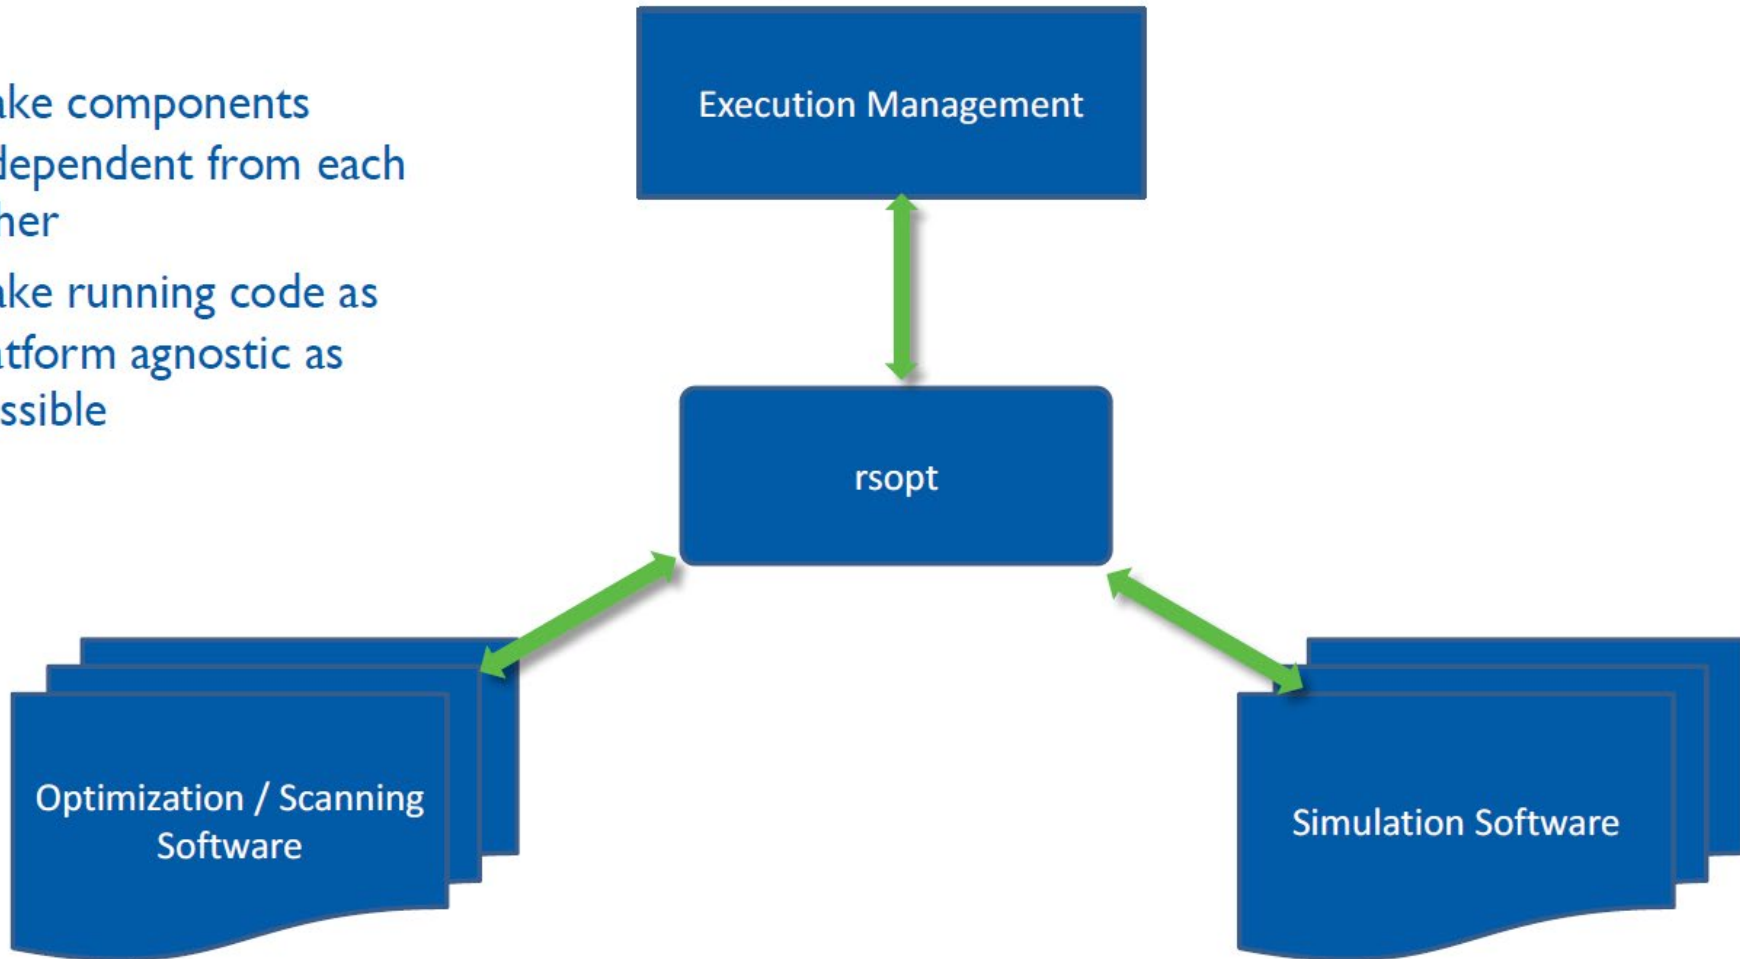 ake components
dependent from each
her
ake running code as
atform agnostic as
ssible
Execution Management
rsopt
Optimization / Scanning
Software
Simulation Software